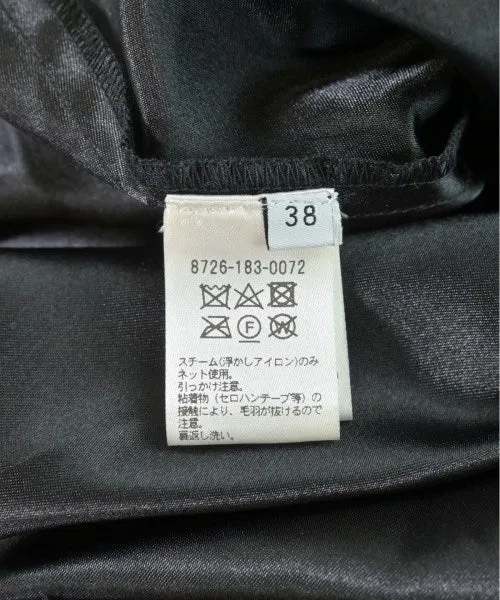 38
8726-183-0072
F
W
スチーム(浮かしアイロン)のみ
ネット使用。
引っかけ注意。
粘着物（セロハンテープ等）の
接触により、毛羽が抜けるので
注意。
裏返し洗い。